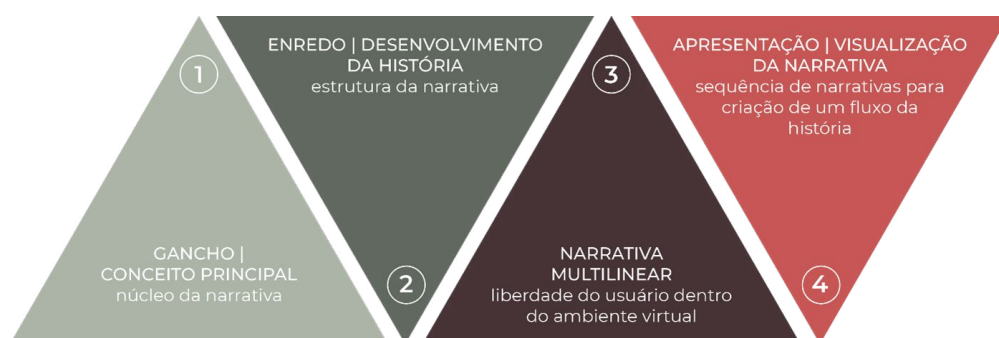 1
GANCHO |
CONCEITO PRINCIPAL
núcleo da narrativa
ENREDO | DESENVOLVIMENTO
DA HISTÓRIA
estrutura da narrativa
2
3
NARRATIVA
MULTILINEAR
liberdade do usuário dentro
do ambiente virtual
APRESENTAÇÃO | VISUALIZAÇÃO
DA NARRATIVA
sequência de narrativas para
criação de um fluxo da
história
4